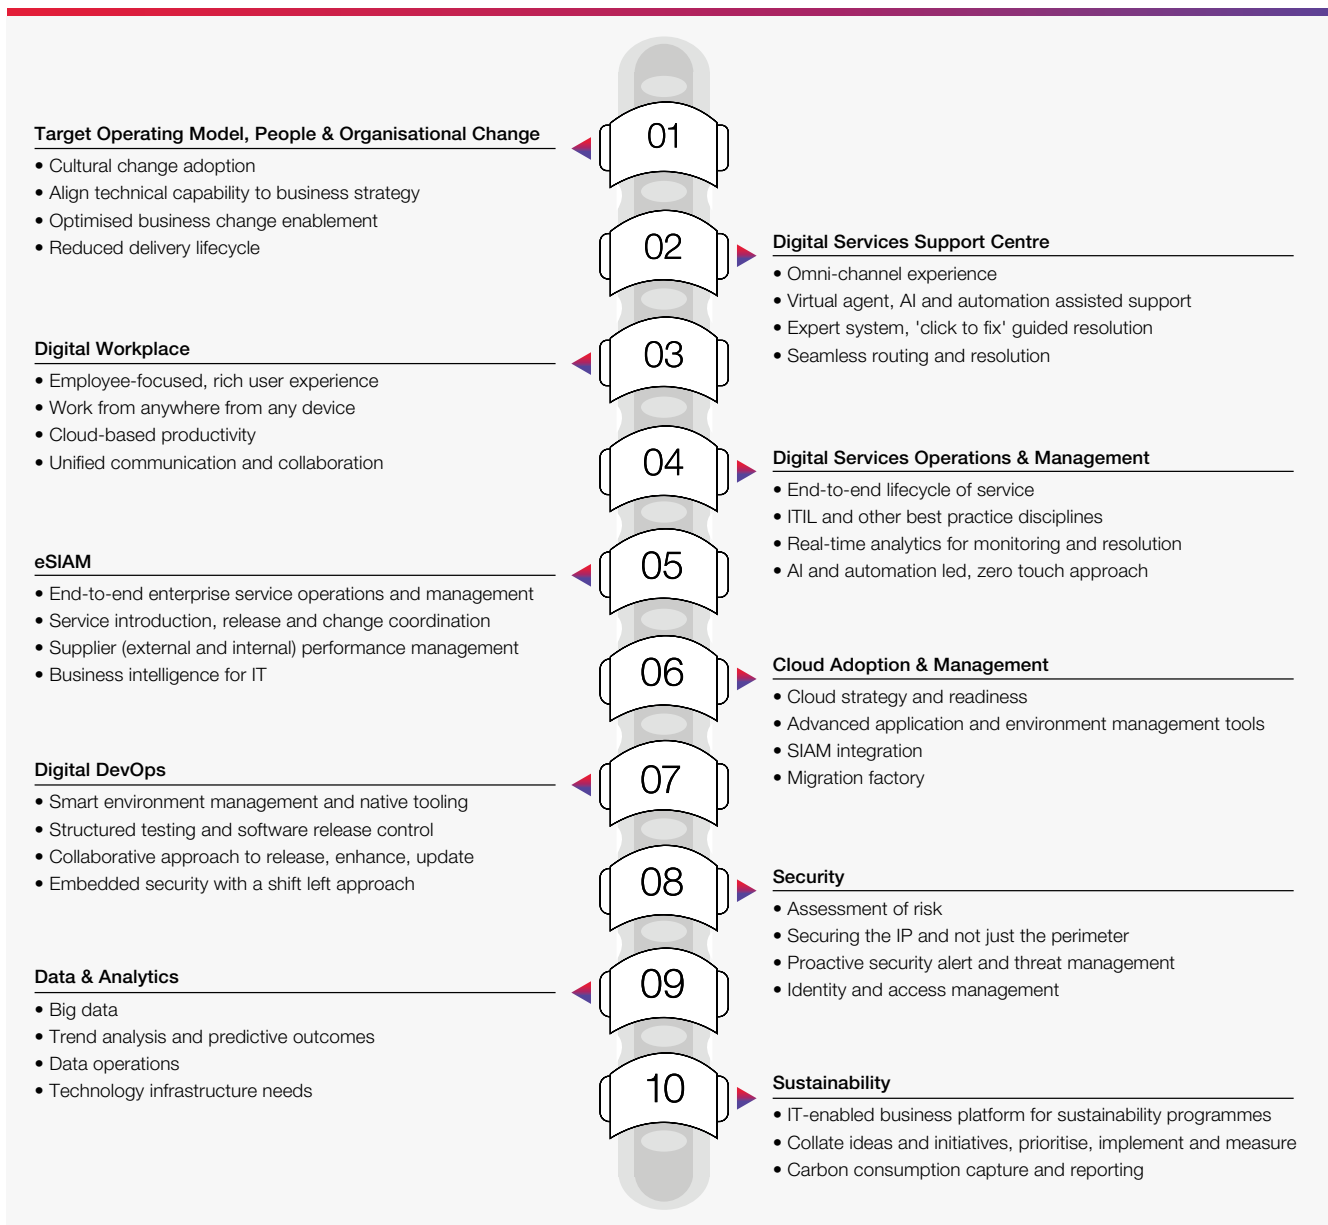 01
Target Operating Model, People & Organisational Change
• Cultural change adoption
• Align technical capability to business strategy
• Optimised business change enablement
• Reduced delivery lifecycle
02
Digital Services Support Centre
• Omni-channel experience
• Virtual agent, AI and automation assisted support
• Expert system, 'click to fix' guided resolution
• Seamless routing and resolution
03
Digital Workplace
• Employee-focused, rich user experience
• Work from anywhere from any device
• Cloud-based productivity
• Unified communication and collaboration
04
Digital Services Operations & Management
• End-to-end lifecycle of service
• ITIL and other best practice disciplines
• Real-time analytics for monitoring and resolution
• AI and automation led, zero touch approach
05
eSIAM
• End-to-end enterprise service operations and management
• Service introduction, release and change coordination
• Supplier (external and internal) performance management
• Business intelligence for IT
06
Cloud Adoption & Management
• Cloud strategy and readiness
• Advanced application and environment management tools
• SIAM integration
• Migration factory
07
Digital DevOps
• Smart environment management and native tooling
• Structured testing and software release control
• Collaborative approach to release, enhance, update
• Embedded security with a shift left approach
08
Security
• Assessment of risk
• Securing the IP and not just the perimeter
• Proactive security alert and threat management
• Identity and access management
09
Data & Analytics
• Big data
• Trend analysis and predictive outcomes
• Data operations
• Technology infrastructure needs
10
Sustainability
• IT-enabled business platform for sustainability programmes
• Collate ideas and initiatives, prioritise, implement and measure
• Carbon consumption capture and reporting